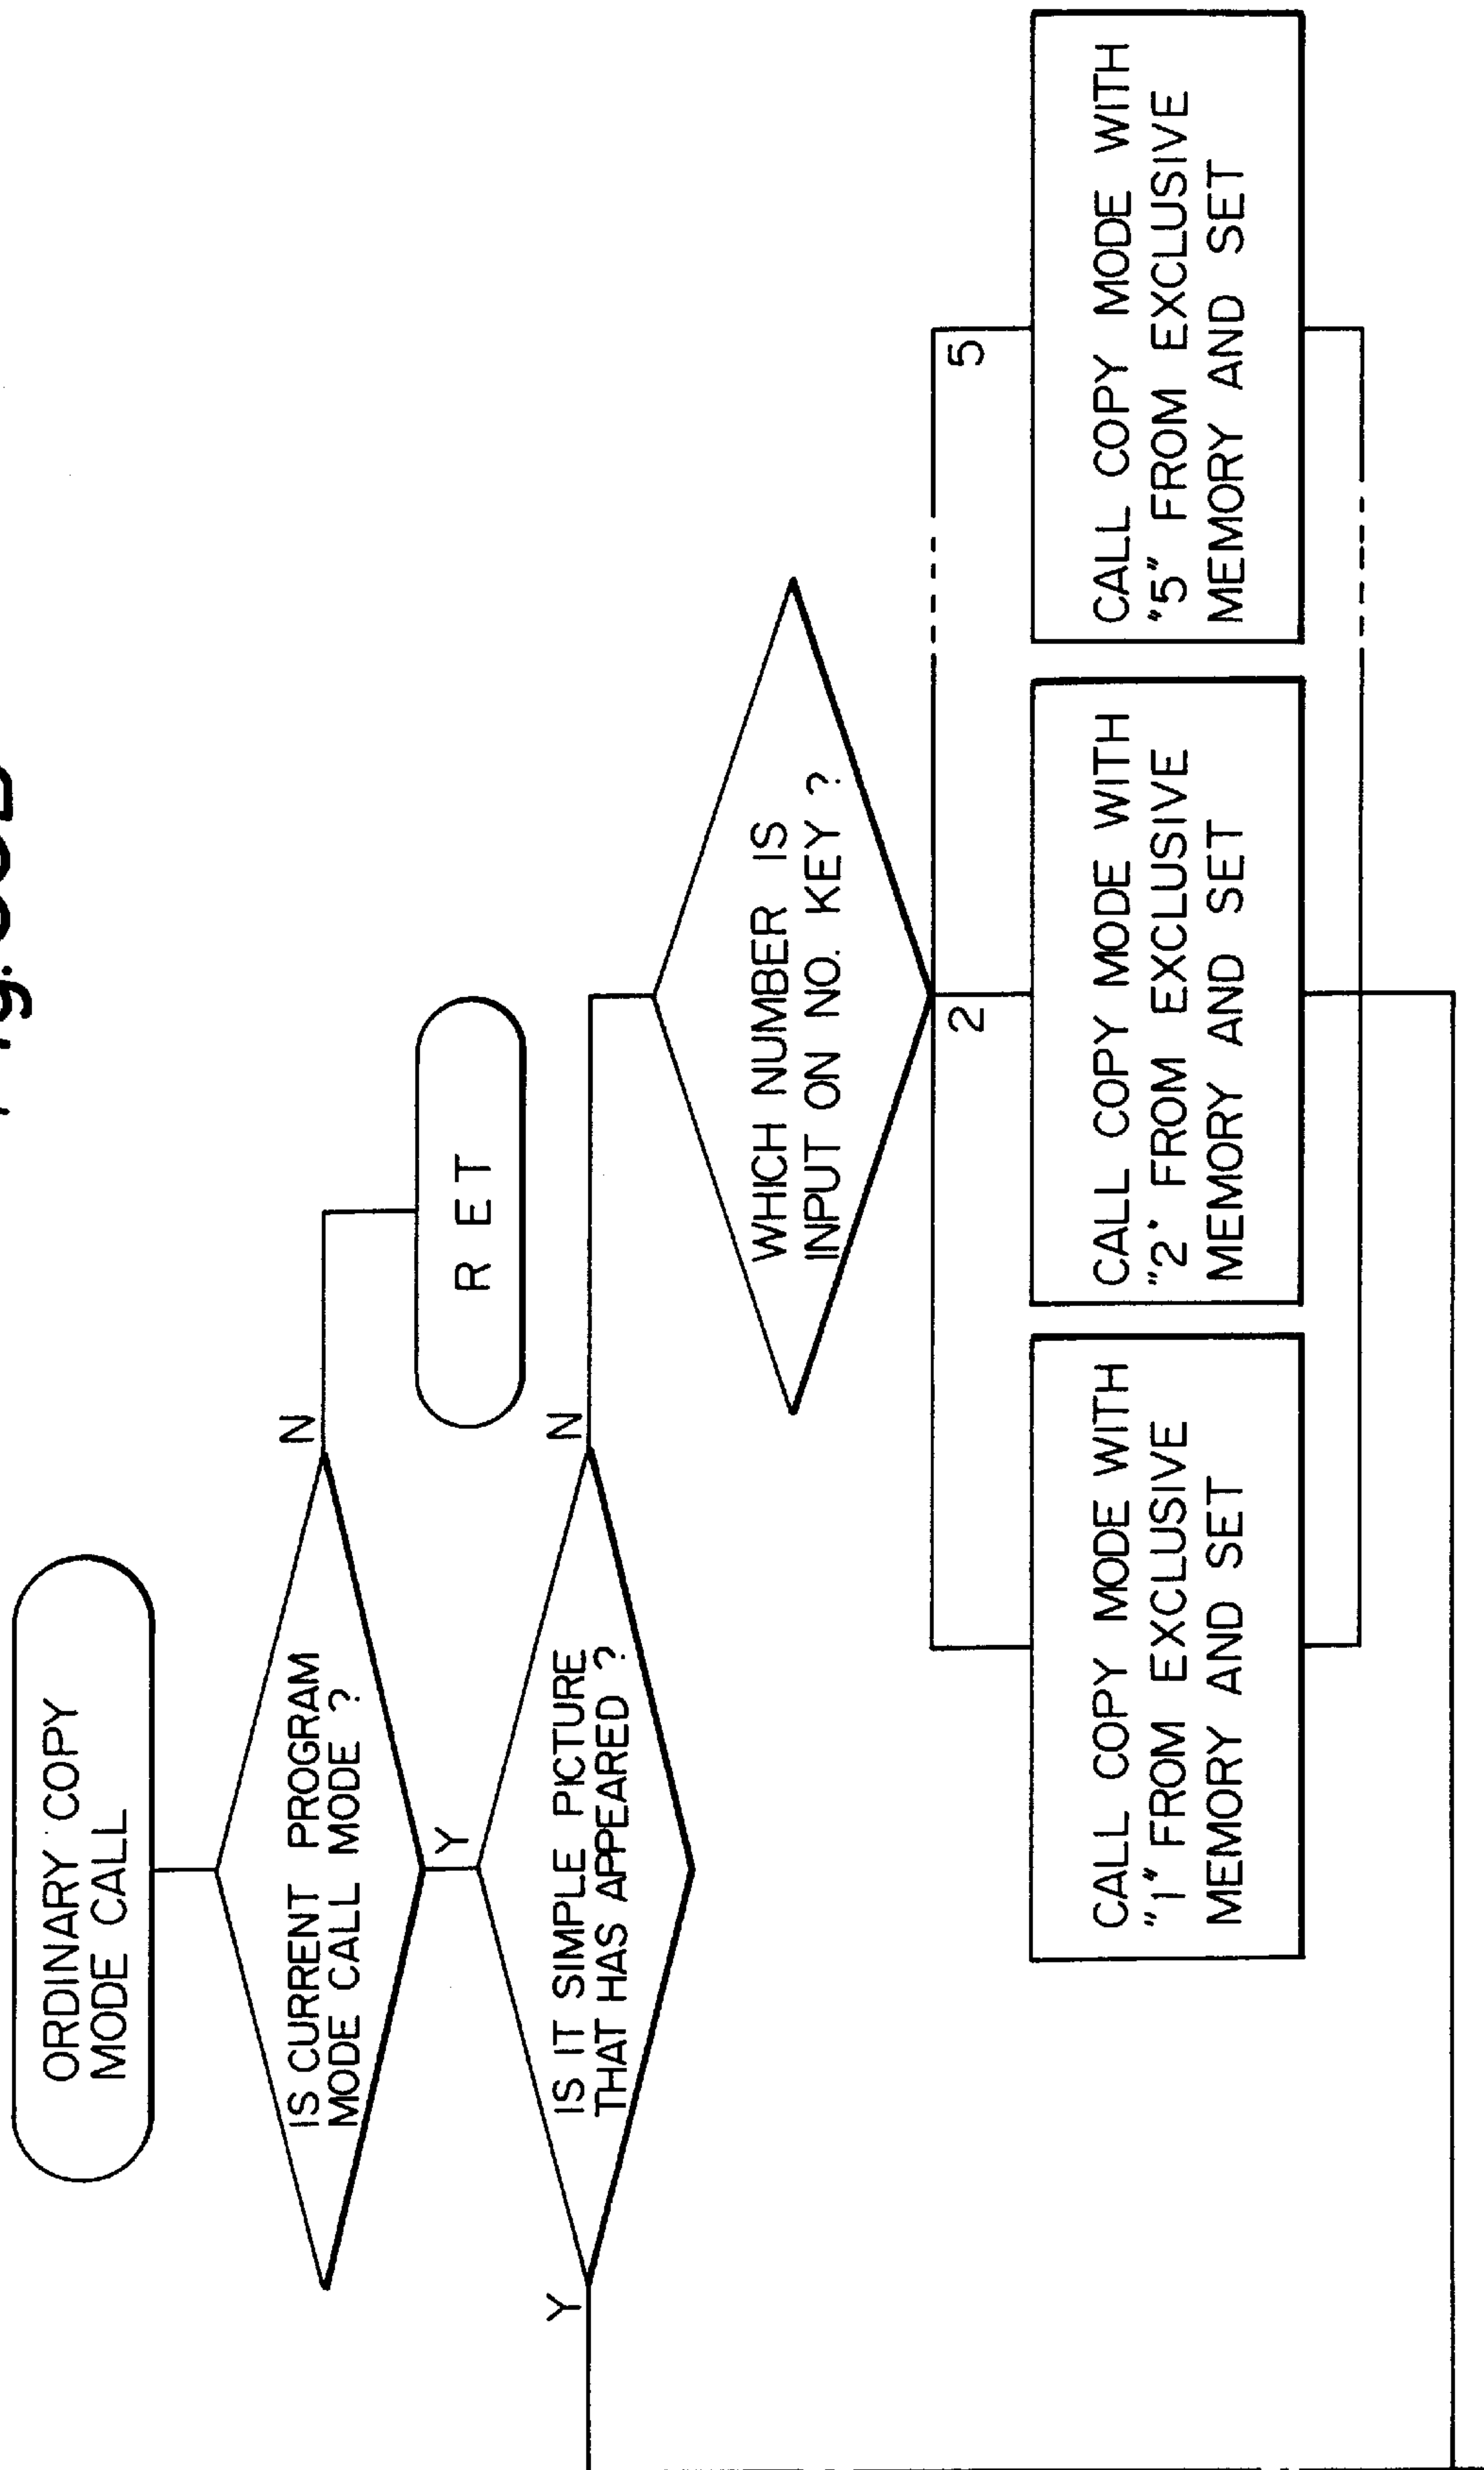 ORDINARY COPY
MODE CALL
IS CURRENT PROGRAM
MODE CALL MODE ?
N
Y
R E T
IS IT SIMPLE PICTURE
THAT HAS APPEARED ?
Y
N
WHICH NUMBER IS
INPUT ON NO. KEY ?
2
5
CALL COPY MODE WITH
"1" FROM EXCLUSIVE
MEMORY AND SET
CALL COPY MODE WITH
"2" FROM EXCLUSIVE
MEMORY AND SET
CALL COPY MODE WITH
"5" FROM EXCLUSIVE
MEMORY AND SET